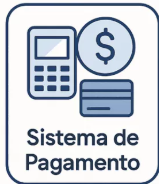 $
Sistema de
Pagamento